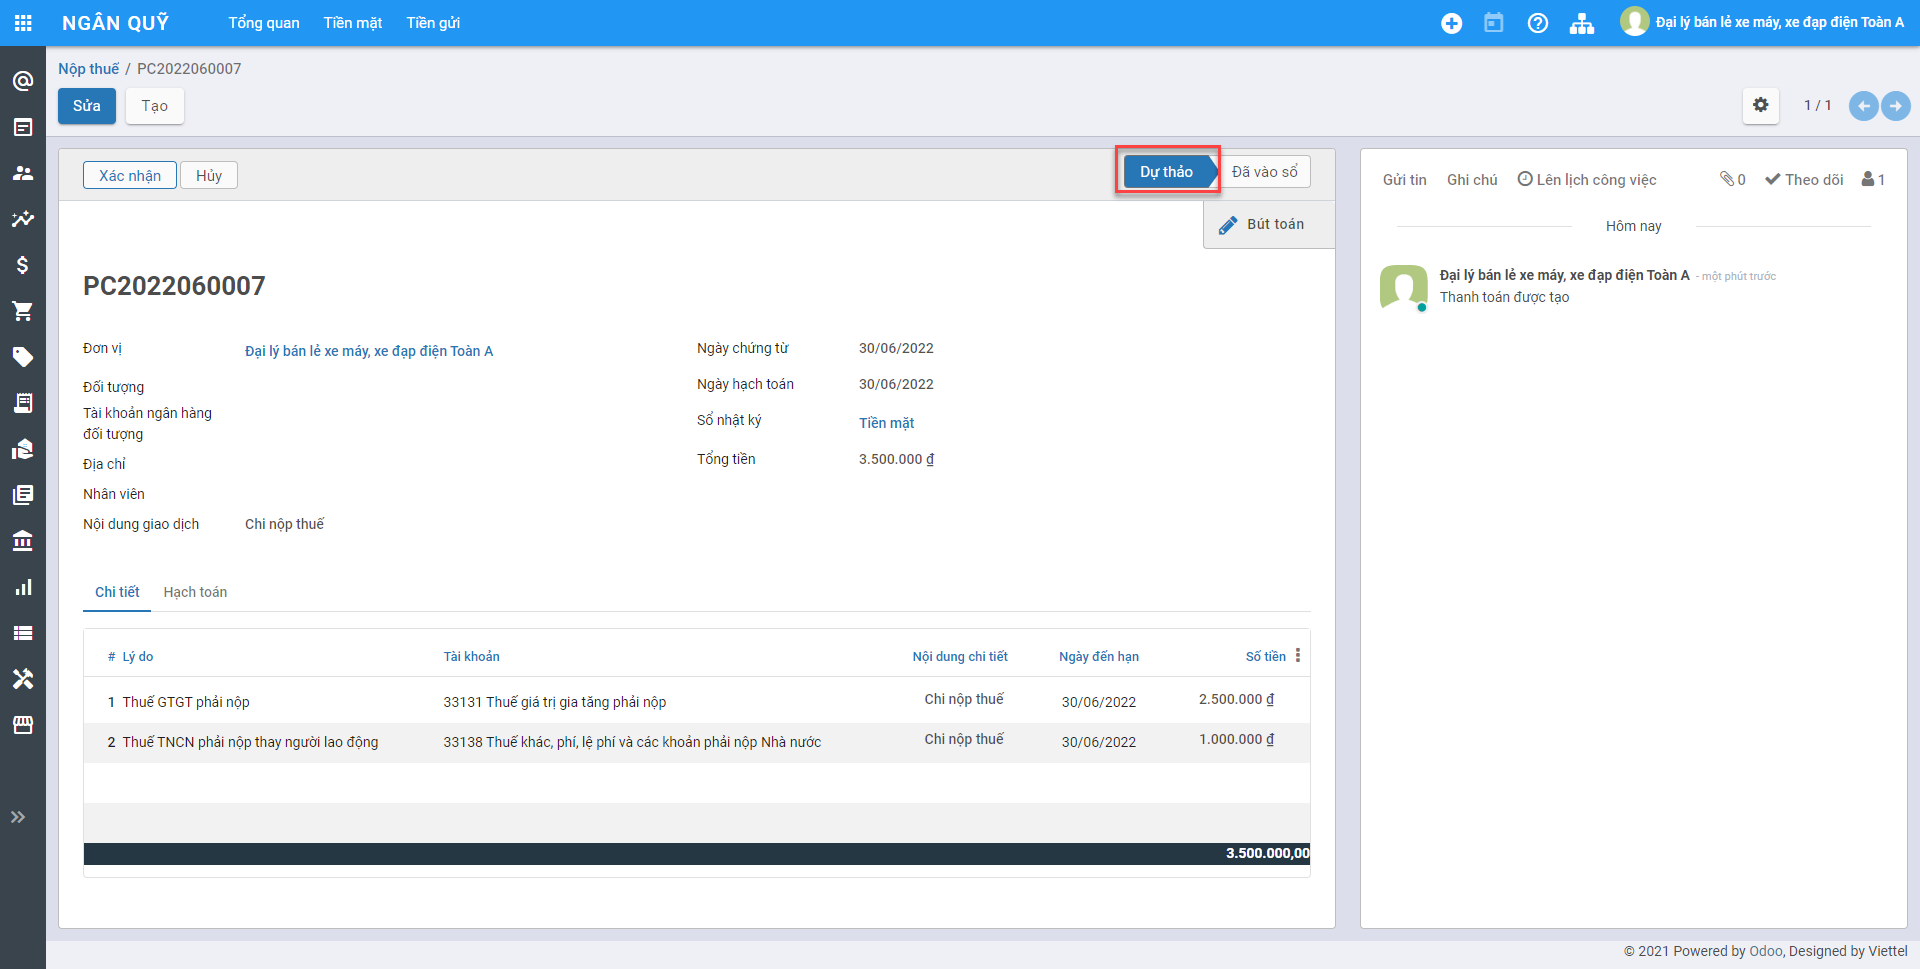 NGÂN QUỸ Tổng quan Tiền mặt Tiền gửi Đại lý bán lẻ xe máy, xe đạp điện Toàn A
Nộp thuế / PC2022060007
Sửa Tạo 1 / 1
Xác nhận Hủy Dự thảo Đã vào sổ
Bút toán
PC2022060007
Đơn vị Đại lý bán lẻ xe máy, xe đạp điện Toàn A
Đối tượng
Tài khoản ngân hàng
đối tượng
Địa chỉ
Nhân viên
Nội dung giao dịch Chi nộp thuế
Ngày chứng từ 30/06/2022
Ngày hạch toán 30/06/2022
Sổ nhật ký Tiền mặt
Tổng tiền 3.500.000 ₫
Chi tiết Hạch toán
# Lý do Tài khoản Nội dung chi tiết Ngày đến hạn Số tiền
1 Thuế GTGT phải nộp 33131 Thuế giá trị gia tăng phải nộp Chi nộp thuế 30/06/2022 2.500.000 ₫
2 Thuế TNCN phải nộp thay người lao động 33138 Thuế khác, phí, lệ phí và các khoản phải nộp Nhà nước Chi nộp thuế 30/06/2022 1.000.000 ₫
3.500.000,00
Gửi tin Ghi chú Lên lịch công việc 0 Theo dõi 1
Hôm nay
Đại lý bán lẻ xe máy, xe đạp điện Toàn A - một phút trước
Thanh toán được tạo
© 2021 Powered by Odoo, Designed by Viettel